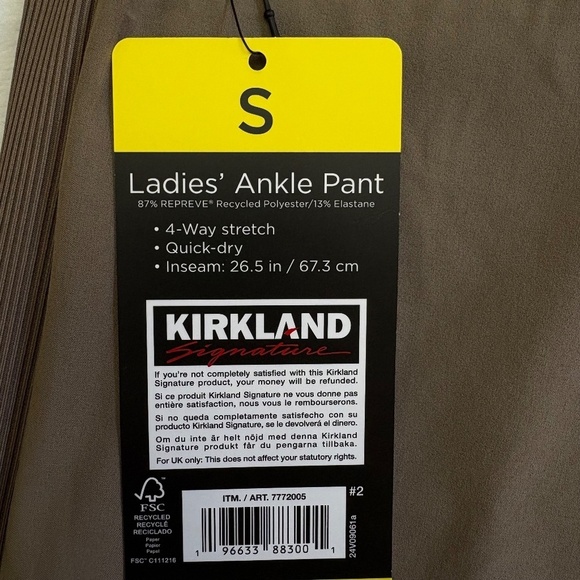 S
Ladies' Ankle Pant
87% REPREVE® Recycled Polyester/13% Elastane
• 4-Way stretch
• Quick-dry
• Inseam: 26.5 in / 67.3 cm
KIRKLAND
Signature
If you're not completely satisfied with this Kirkland
Signature product, your money will be refunded.
Si ce produit Kirkland Signature ne vous donne pas
entière satisfaction, nous vous le rembourserons.
Si no queda completamente satisfecho con su
producto Kirkland Signature, se le devolverá el dinero.
Om du inte är helt nöjd med denna Kirkland
Signature produkt får du pengarna tillbaka.
For UK only: This does not affect your statutory rights.
FSC
RECYCLED
RECYCLÉ
RECICLADO
Paper
Papier
Papel
FSC™ C111216
ITM. / ART. 7772005
1 96633 88300 1
#2
24V09061a